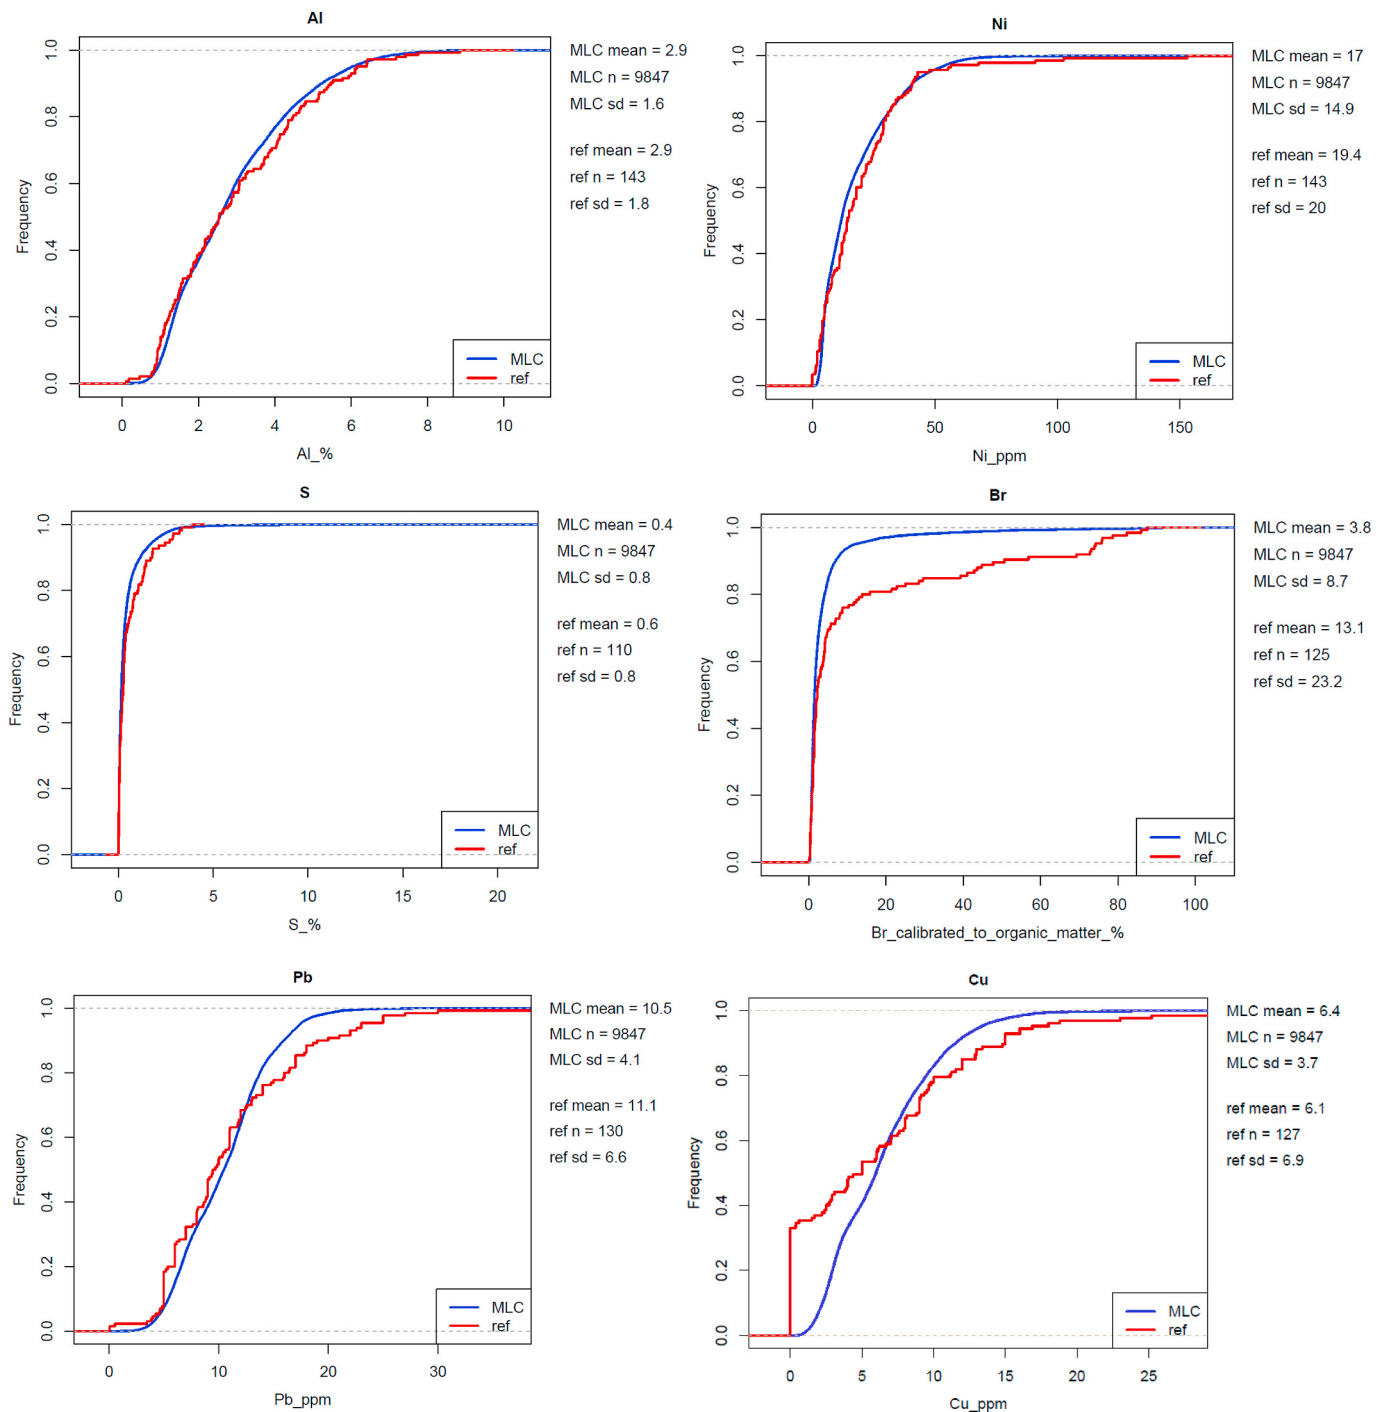 Al
Frequency
0.0 0.2 0.4 0.6 0.8 1.0
0 2 4 6 8 10
Al_%
MLC
ref
MLC mean = 2.9
MLC n = 9847
MLC sd = 1.6
ref mean = 2.9
ref n = 143
ref sd = 1.8
Ni
Frequency
0.0 0.2 0.4 0.6 0.8 1.0
0 50 100 150
Ni_ppm
MLC
ref
MLC mean = 17
MLC n = 9847
MLC sd = 14.9
ref mean = 19.4
ref n = 143
ref sd = 20
S
Frequency
0.0 0.2 0.4 0.6 0.8 1.0
0 5 10 15 20
S_%
MLC
ref
MLC mean = 0.4
MLC n = 9847
MLC sd = 0.8
ref mean = 0.6
ref n = 110
ref sd = 0.8
Br
Frequency
0.0 0.2 0.4 0.6 0.8 1.0
0 20 40 60 80 100
Br_calibrated_to_organic_matter_%
MLC
ref
MLC mean = 3.8
MLC n = 9847
MLC sd = 8.7
ref mean = 13.1
ref n = 125
ref sd = 23.2
Pb
Frequency
0.0 0.2 0.4 0.6 0.8 1.0
0 10 20 30
Pb_ppm
MLC
ref
MLC mean = 10.5
MLC n = 9847
MLC sd = 4.1
ref mean = 11.1
ref n = 130
ref sd = 6.6
Cu
Frequency
0.0 0.2 0.4 0.6 0.8 1.0
0 5 10 15 20 25
Cu_ppm
MLC
ref
MLC mean = 6.4
MLC n = 9847
MLC sd = 3.7
ref mean = 6.1
ref n = 127
ref sd = 6.9